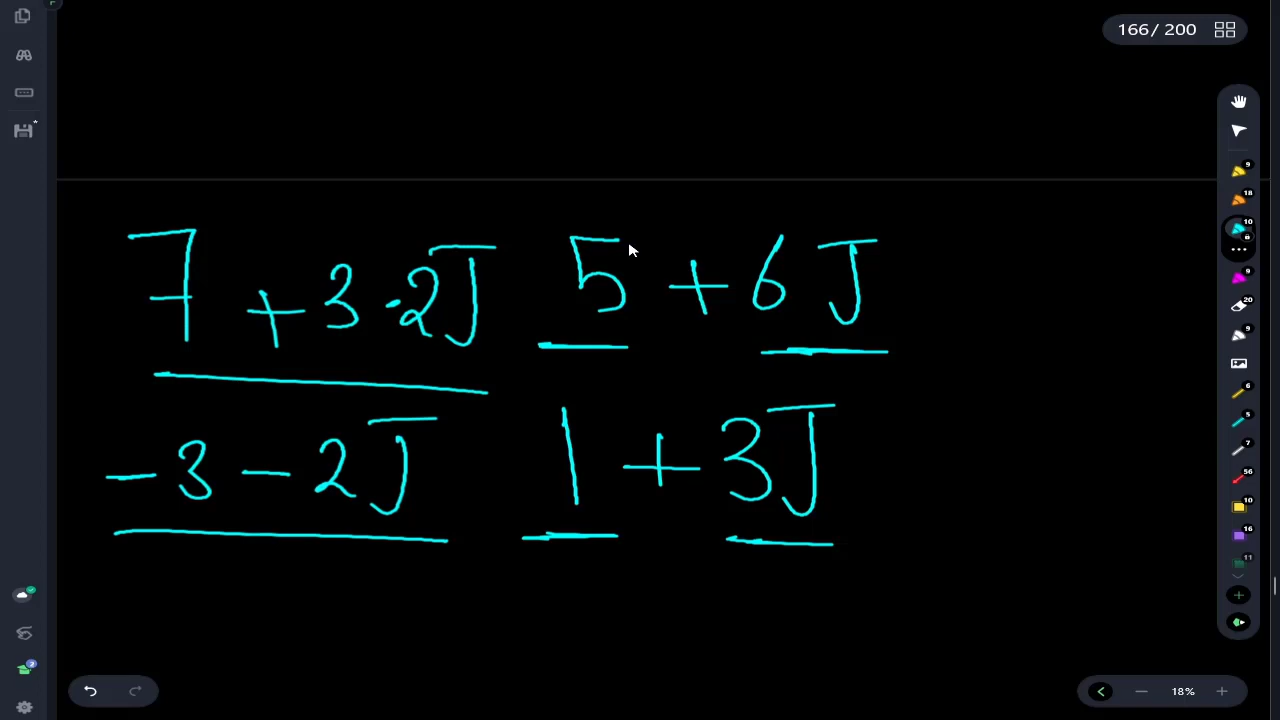 166/ 200
7 + 3 · 2J 5 + 6J
-3 - 2J 1 + 3J
18%